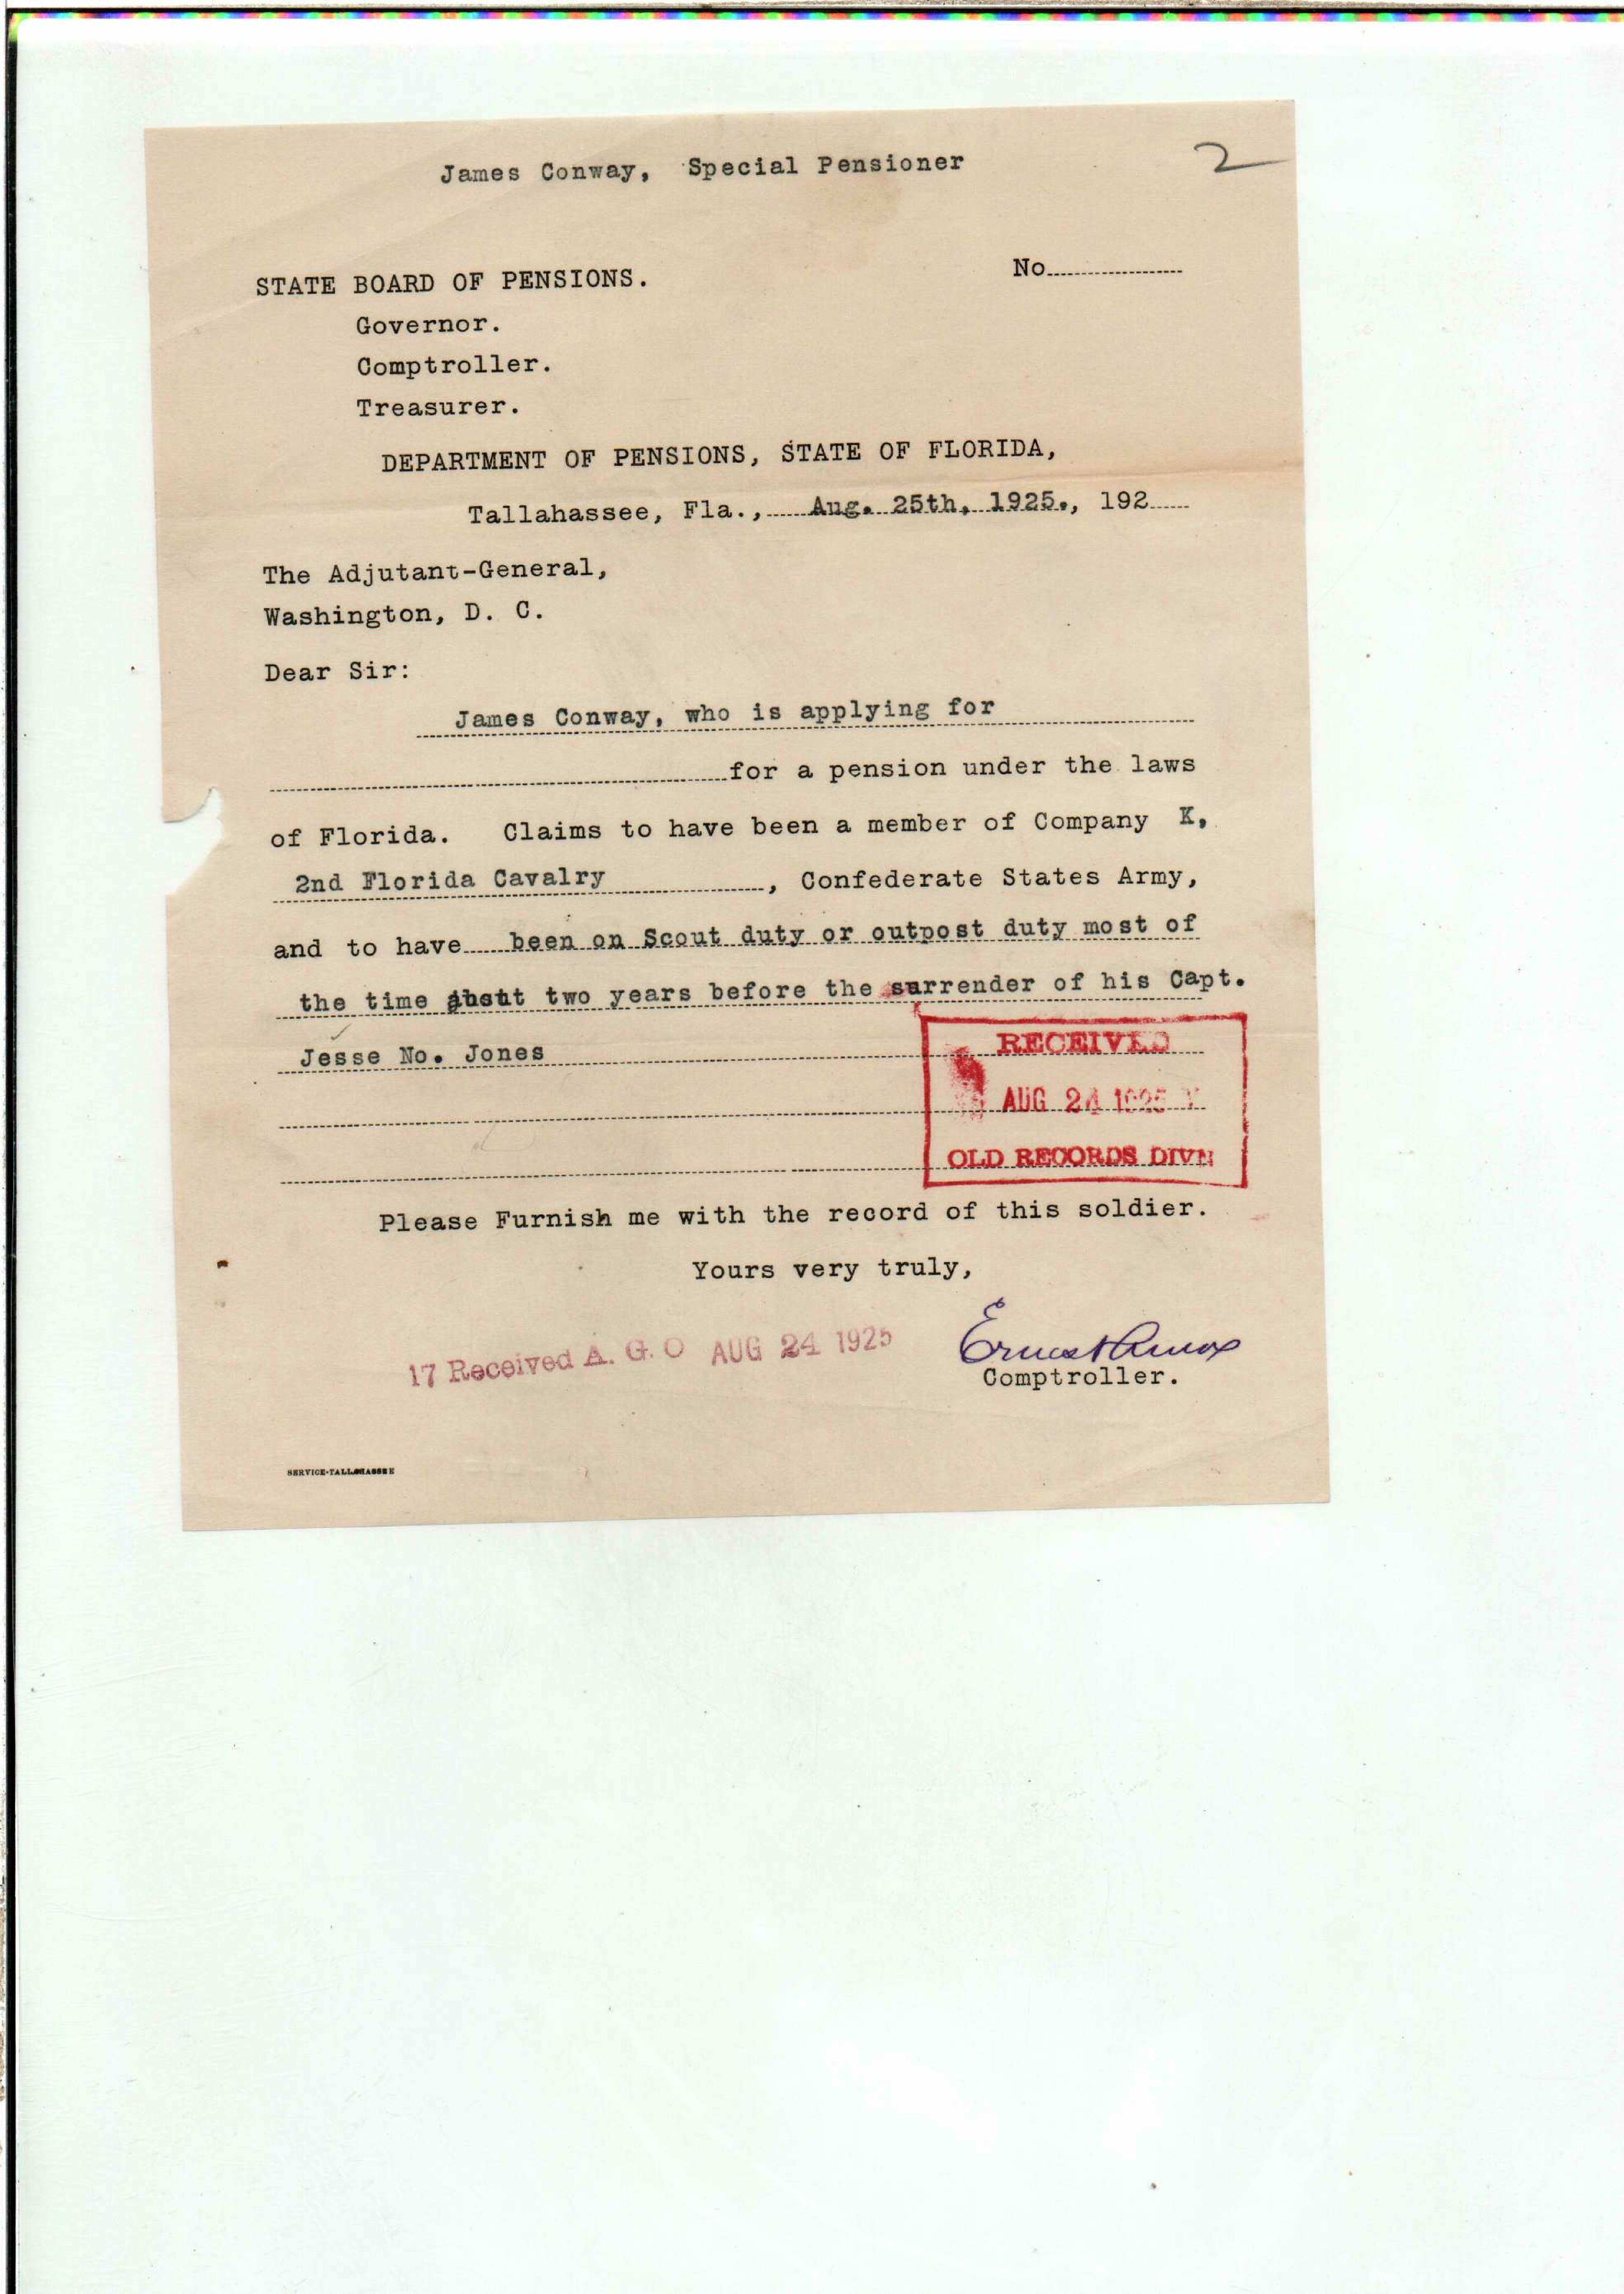 James Conway, Special Pensioner
2
No
STATE BOARD OF PENSIONS.
Governor.
Comptroller.
Treasurer.
DEPARTMENT OF PENSIONS, STATE OF FLORIDA,
Tallahassee, Fla., Aug. 25th, 1925., 192
The Adjutant-General,
Washington, D. C.
Dear Sir:
James Conway, who is applying for
for a pension under the laws
of Florida. Claims to have been a member of Company K,
2nd Florida Cavalry, Confederate States Army,
and to have been on Scout duty or outpost duty most of
the time two years before the surrender of his Capt.
Jesse No. Jones
RECEIVED
AUG 24 1925
OLD RECORDS DIVN
Please Furnish me with the record of this soldier.
Yours very truly,
17 Received A. G. O AUG 24 1925
Ernest Amos
Comptroller.
SERVICE-TALLAHASSEE